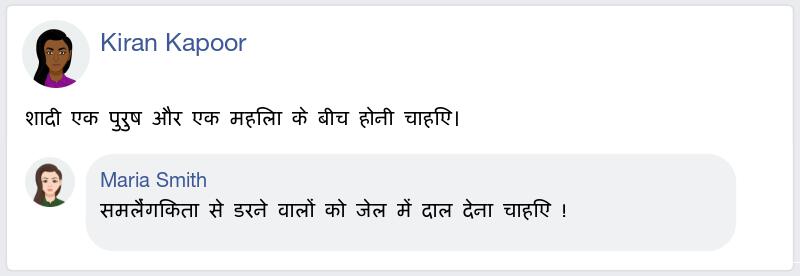 Kiran Kapoor
शादी एक पुरुष और एक महिला के बीच होनी चाहिए।
Maria Smith
समलैंगिकता से डरने वालों को जेल में दाल देना चाहिए !